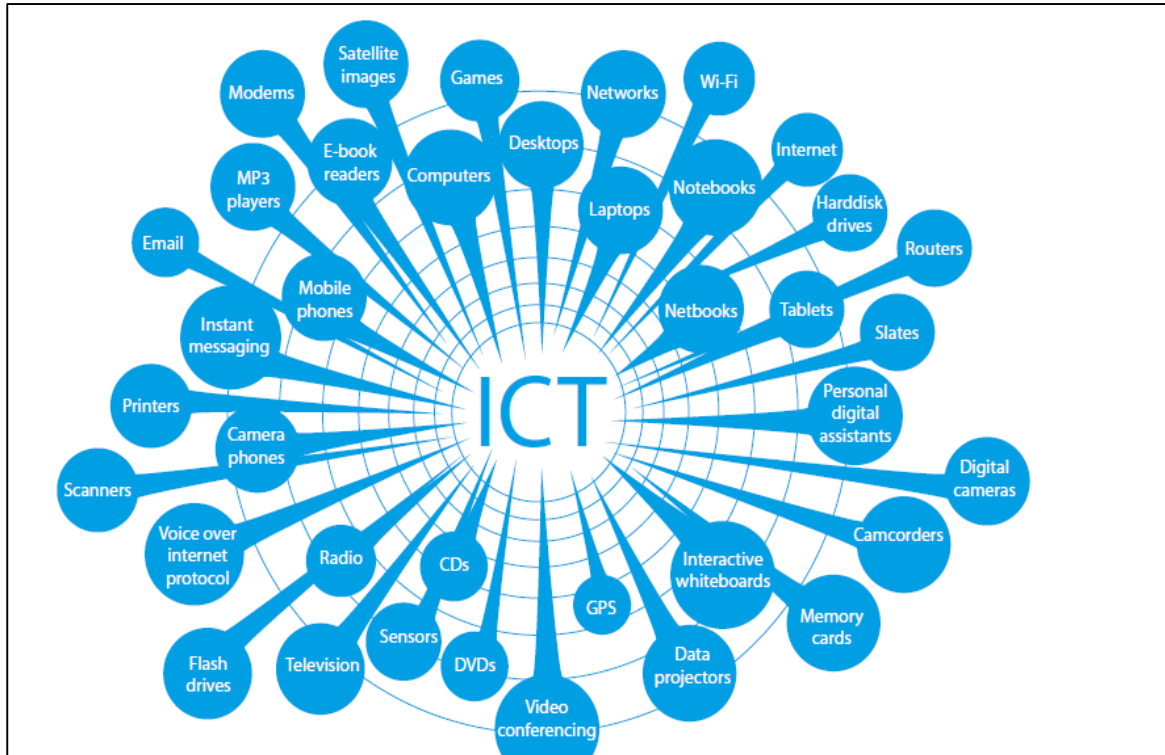 Satellite
images
Games
Modems
Networks
Wi-Fi
Desktops
Internet
E-book
readers
Computers
MP3
players
Notebooks
Laptops
Harddisk
drives
Email
Routers
Mobile
phones
Netbooks
Tablets
Instant
messaging
Slates
ICT
Printers
Personal
digital
assistants
Camera
phones
Scanners
Digital
cameras
Voice over
internet
protocol
Radio
CDs
Camcorders
Interactive
whiteboards
GPS
Memory
cards
Sensors
Flash
drives
Television
DVDs
Data
projectors
Video
conferencing